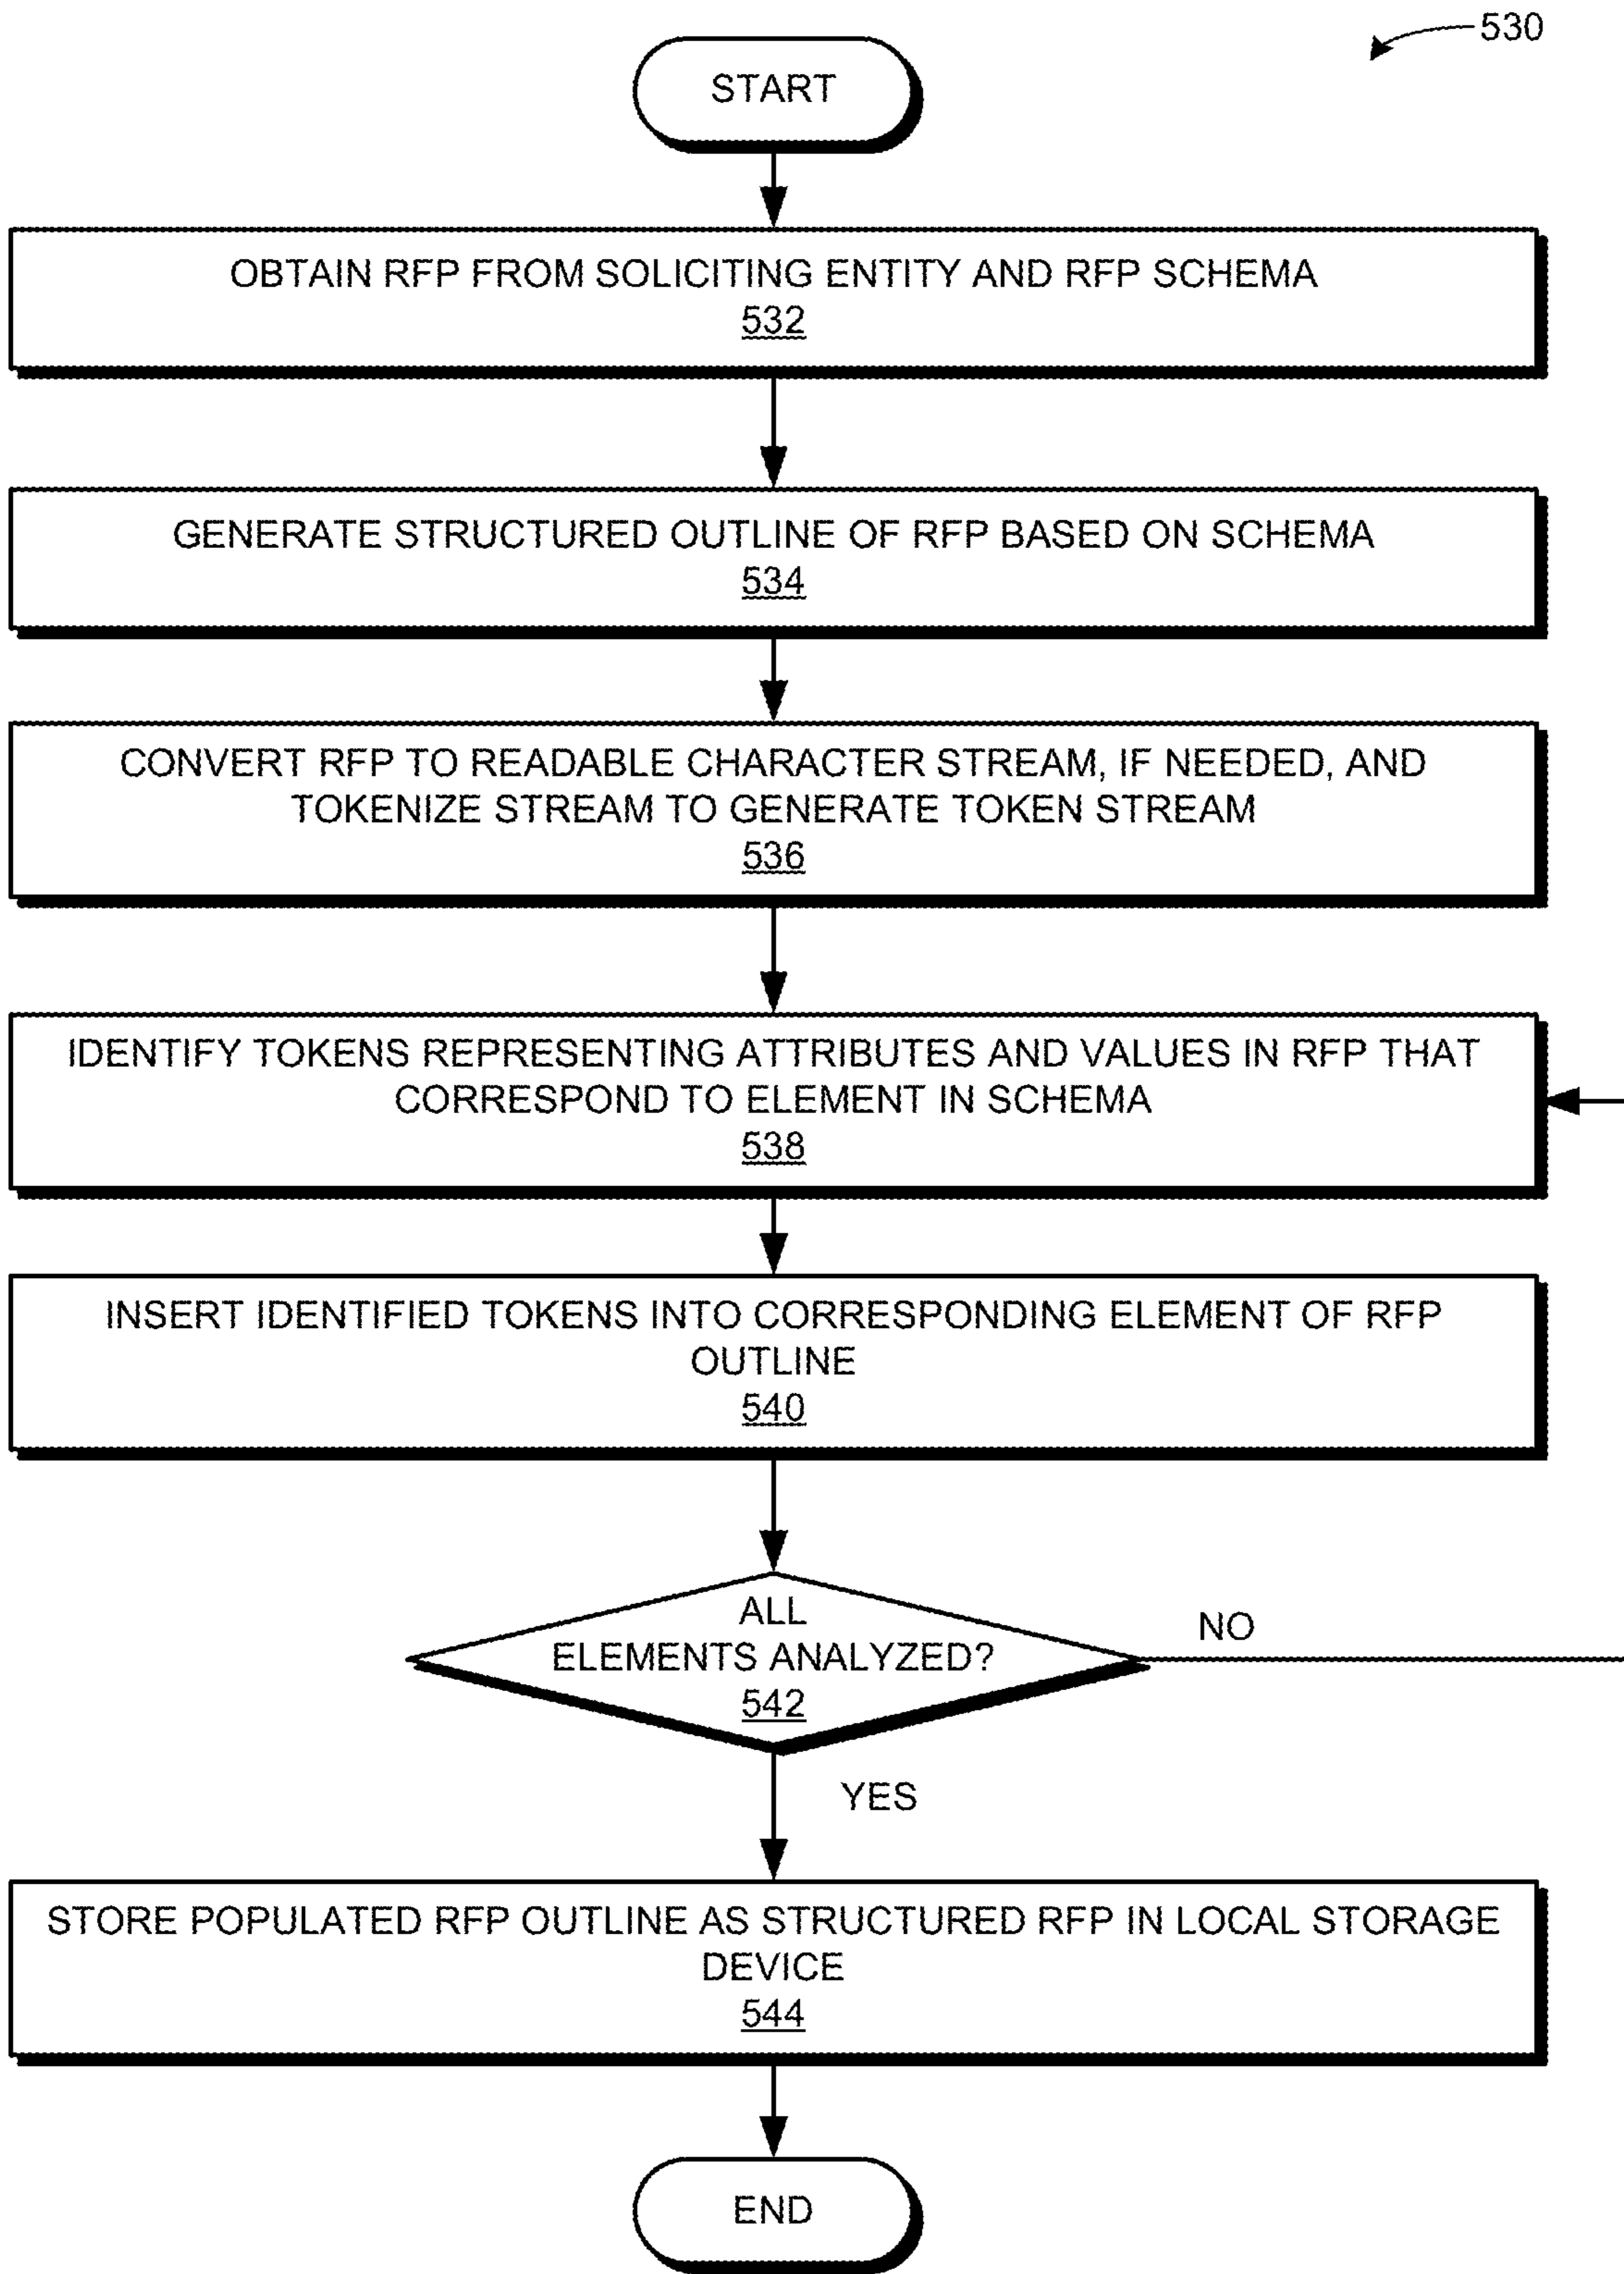 530
START
OBTAIN RFP FROM SOLICITING ENTITY AND RFP SCHEMA
532
GENERATE STRUCTURED OUTLINE OF RFP BASED ON SCHEMA
534
CONVERT RFP TO READABLE CHARACTER STREAM, IF NEEDED, AND
TOKENIZE STREAM TO GENERATE TOKEN STREAM
536
IDENTIFY TOKENS REPRESENTING ATTRIBUTES AND VALUES IN RFP THAT
CORRESPOND TO ELEMENT IN SCHEMA
538
INSERT IDENTIFIED TOKENS INTO CORRESPONDING ELEMENT OF RFP
OUTLINE
540
ALL
ELEMENTS ANALYZED?
542
NO
YES
STORE POPULATED RFP OUTLINE AS STRUCTURED RFP IN LOCAL STORAGE
DEVICE
544
END